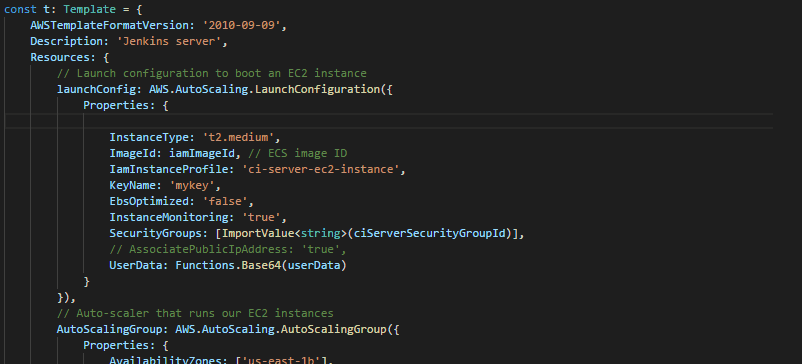 const t: Template = {
AWSTemplateFormatVersion: '2010-09-09',
Description: 'Jenkins server',
Resources: {
// Launch configuration to boot an EC2 instance
launchConfig: AWS.AutoScaling.LaunchConfiguration({
Properties: {
InstanceType: 't2.medium',
ImageId: iamImageId, // ECS image ID
IamInstanceProfile: 'ci-server-ec2-instance',
KeyName: 'mykey',
EbsOptimized: 'false',
InstanceMonitoring: 'true',
SecurityGroups: [ImportValue<string>(ciServerSecurityGroupId)],
// AssociatePublicIpAddress: 'true',
UserData: Functions.Base64(userData)
}
}),
// Auto-scaler that runs our EC2 instances
AutoScalingGroup: AWS.AutoScaling.AutoScalingGroup({
Properties: {
AvailabilityZones: ['us-east-1b'],